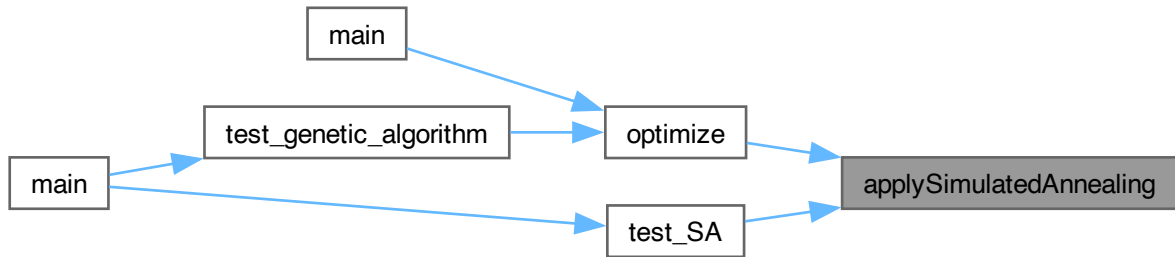 main
test_genetic_algorithm
optimize
main
applySimulatedAnnealing
test_SA